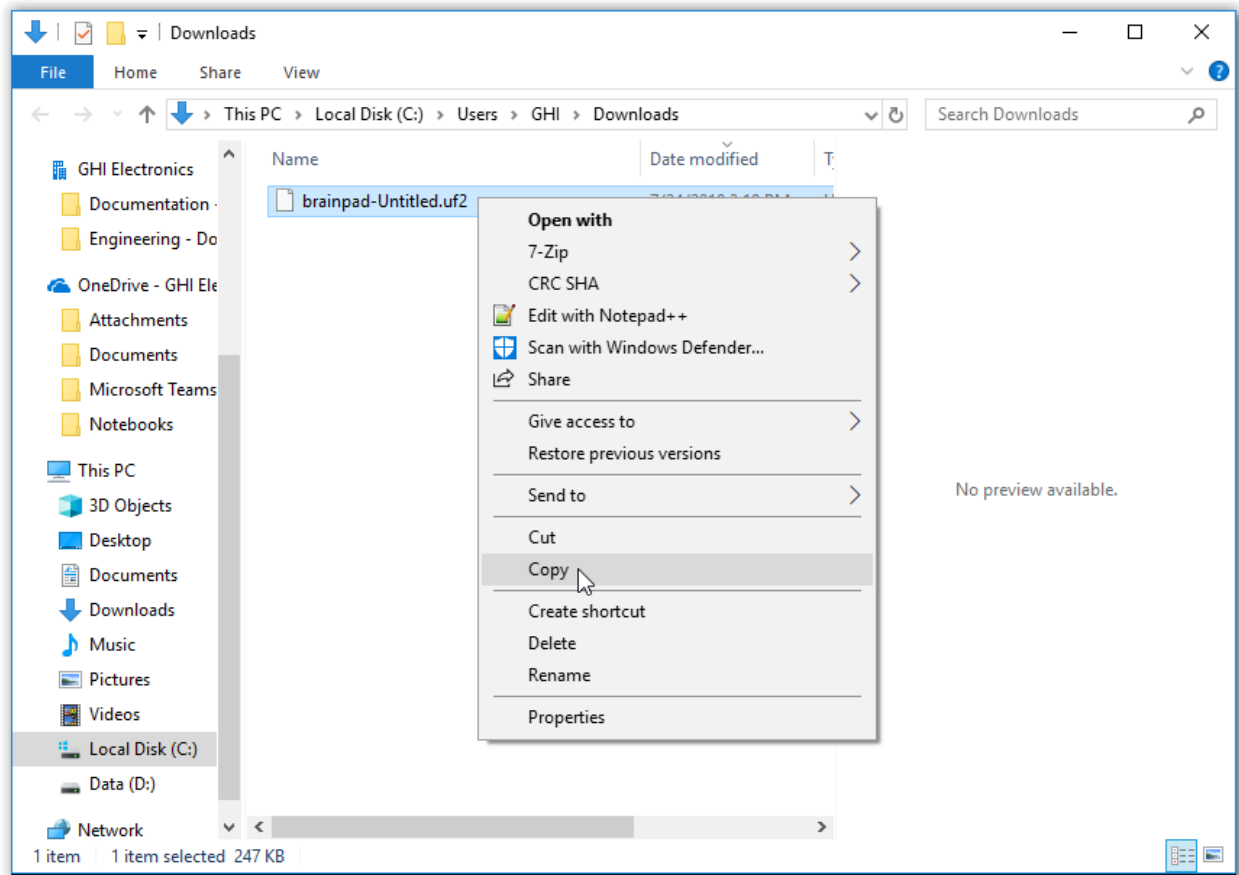 Downloads
File Home Share View
This PC > Local Disk (C:) > Users > GHI > Downloads
Search Downloads
Name Date modified
GHI Electronics
Documentation -
Engineering - Do
OneDrive - GHI Ele
Attachments
Documents
Microsoft Teams
Notebooks
This PC
3D Objects
Desktop
Documents
Downloads
Music
Pictures
Videos
Local Disk (C:)
Data (D:)
Network
brainpad-Untitled.uf2
Open with
7-Zip
CRC SHA
Edit with Notepad++
Scan with Windows Defender...
Share
Give access to
Restore previous versions
Send to
Cut
Copy
Create shortcut
Delete
Rename
Properties
No preview available.
1 item 1 item selected 247 KB